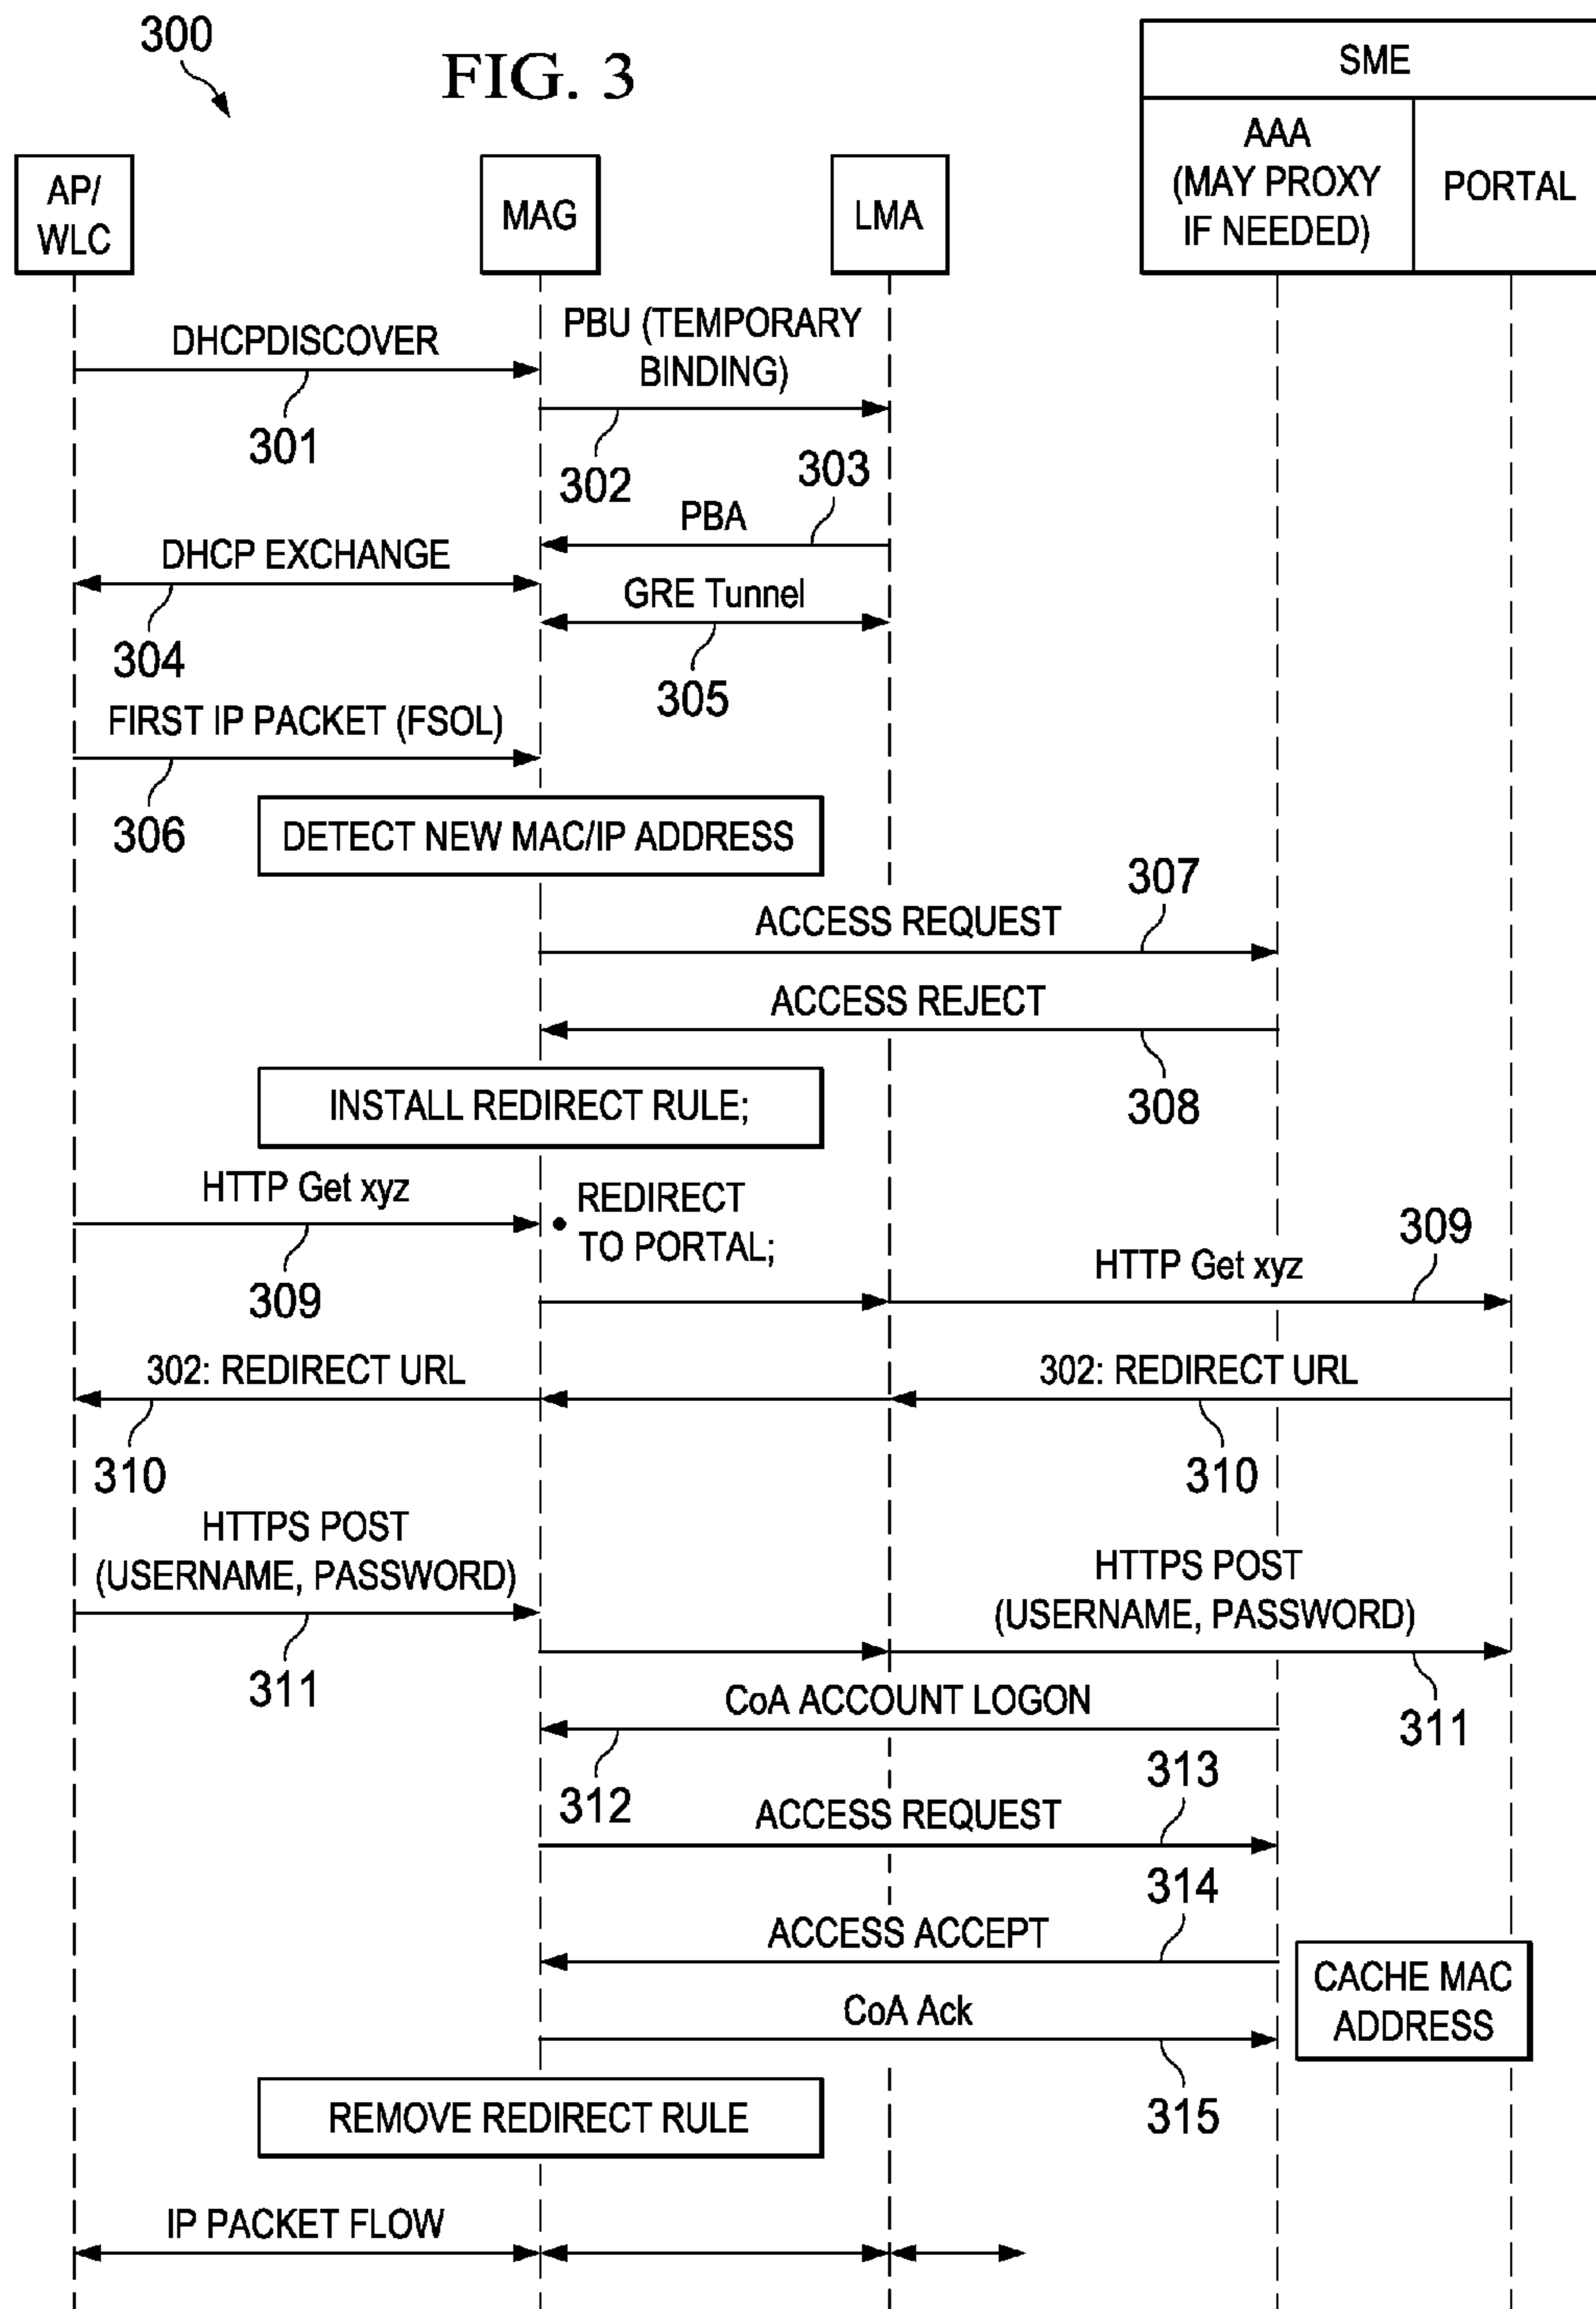 300
FIG. 3
SME
AAA
(MAY PROXY
IF NEEDED)
PORTAL
AP/
WLC
MAG
LMA
DHCPDISCOVER
301
PBU (TEMPORARY
BINDING)
302
303
PBA
DHCP EXCHANGE
304
GRE Tunnel
305
FIRST IP PACKET (FSOL)
306
DETECT NEW MAC/IP ADDRESS
307
ACCESS REQUEST
ACCESS REJECT
308
INSTALL REDIRECT RULE;
HTTP Get xyz
309
• REDIRECT
TO PORTAL;
HTTP Get xyz
309
302: REDIRECT URL
310
302: REDIRECT URL
310
HTTPS POST
(USERNAME, PASSWORD)
311
HTTPS POST
(USERNAME, PASSWORD)
311
CoA ACCOUNT LOGON
312
313
ACCESS REQUEST
314
ACCESS ACCEPT
CACHE MAC
ADDRESS
CoA Ack
315
REMOVE REDIRECT RULE
IP PACKET FLOW